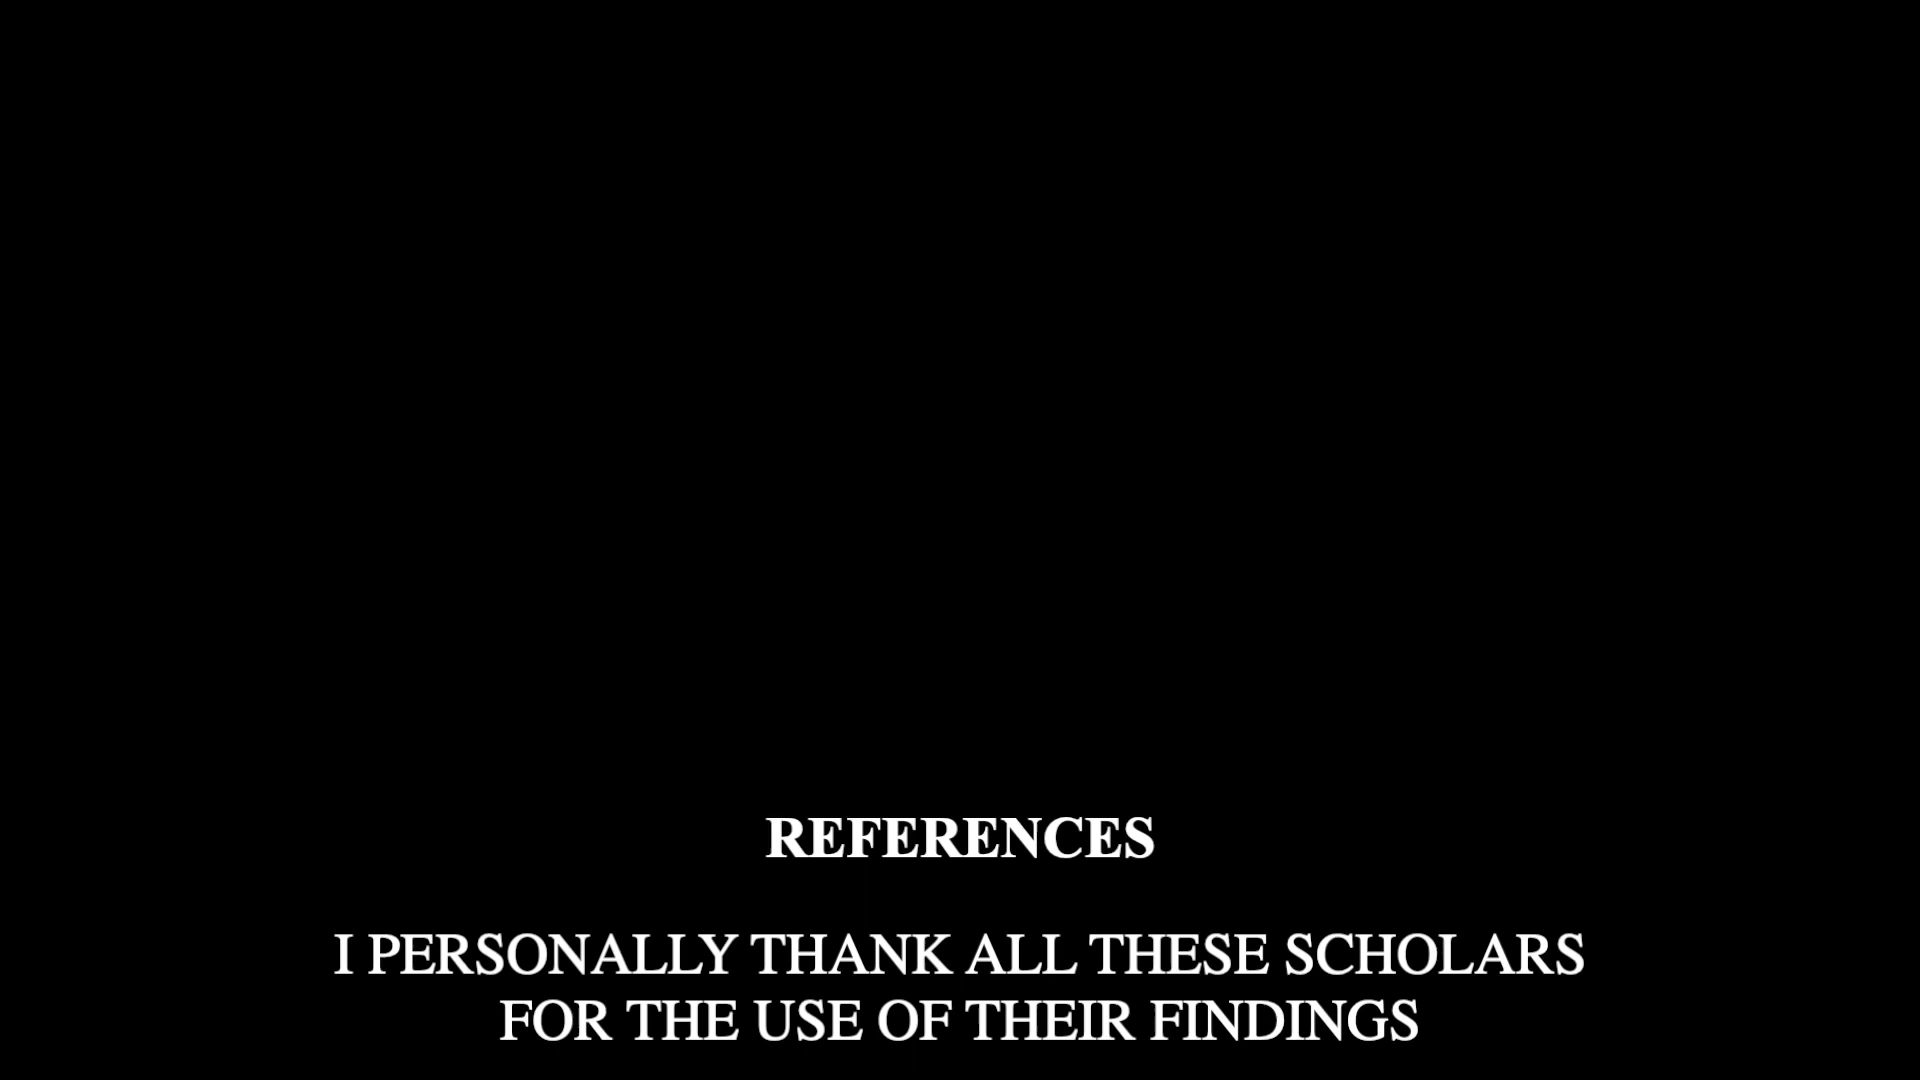 REFERENCES
I PERSONALLY THANK ALL THESE SCHOLARS
FOR THE USE OF THEIR FINDINGS